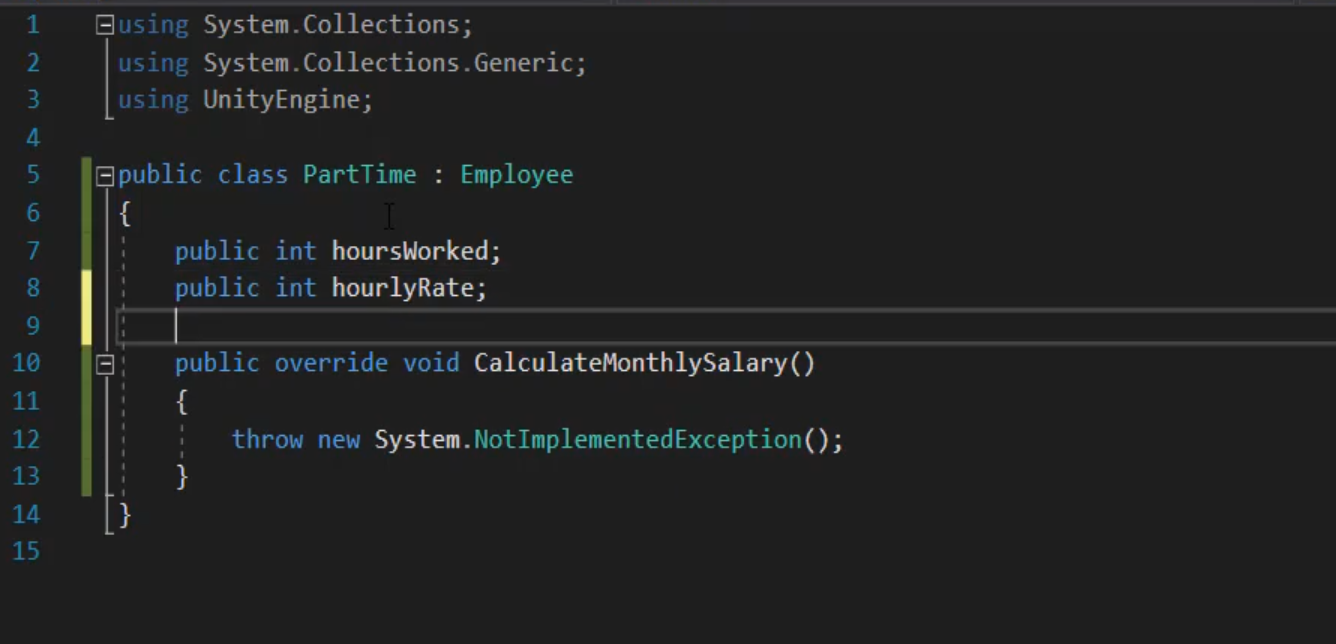 1 using System.Collections;
2 using System.Collections.Generic;
3 using UnityEngine;
4
5 public class PartTime : Employee
6 {
7 public int hoursWorked;
8 public int hourlyRate;
9
10 public override void CalculateMonthlySalary()
11 {
12 throw new System.NotImplementedException();
13 }
14 }
15